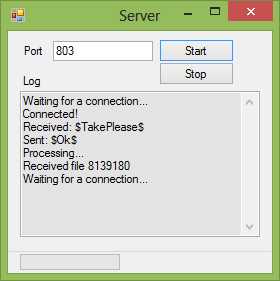 Server
Port 803 Start
Stop
Log
Waiting for a connection...
Connected!
Received: $TakePlease$
Sent: $Ok$
Processing...
Received file 8139180
Waiting for a connection...